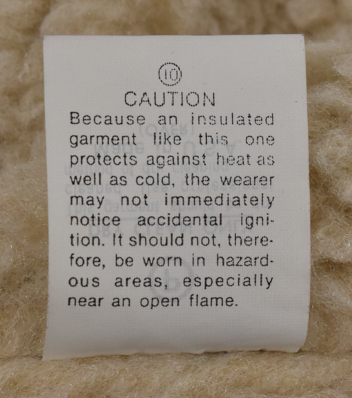 10
CAUTION
Because an insulated
garment like this one
protects against heat as
well as cold, the wearer
may not immediately
notice accidental igni-
tion. It should not, there-
fore, be worn in hazard-
ous areas, especially
near an open flame.